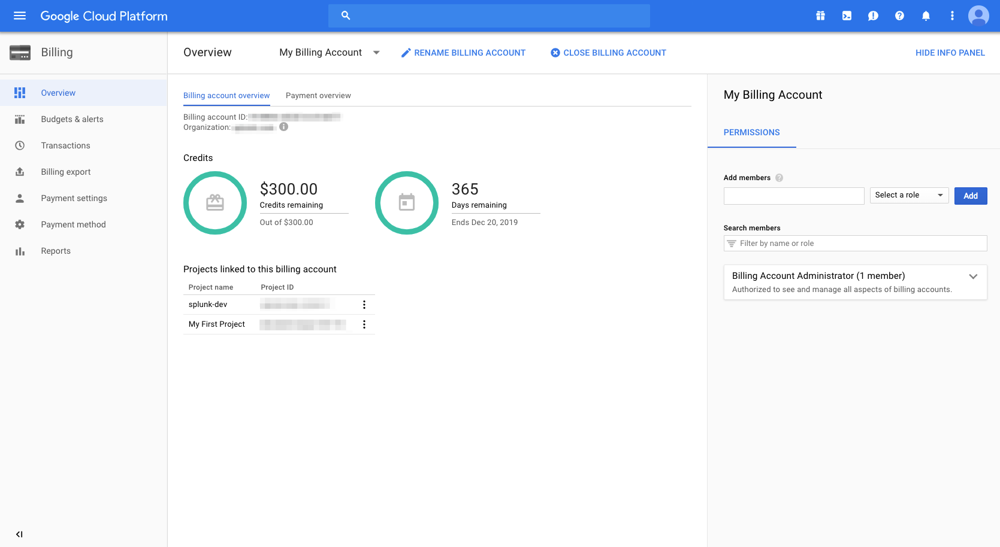 Google Cloud Platform
Billing
Overview
Budgets & alerts
Transactions
Billing export
Payment settings
Payment method
Reports
Overview
My Billing Account
RENAME BILLING ACCOUNT
CLOSE BILLING ACCOUNT
HIDE INFO PANEL
Billing account overview
Payment overview
Billing account ID:
Organization:
Credits
$300.00
Credits remaining
Out of $300.00
365
Days remaining
Ends Dec 20, 2019
Projects linked to this billing account
Project name
Project ID
splunk-dev
My First Project
My Billing Account
PERMISSIONS
Add members
Select a role
Add
Search members
Filter by name or role
Billing Account Administrator (1 member)
Authorized to see and manage all aspects of billing accounts.